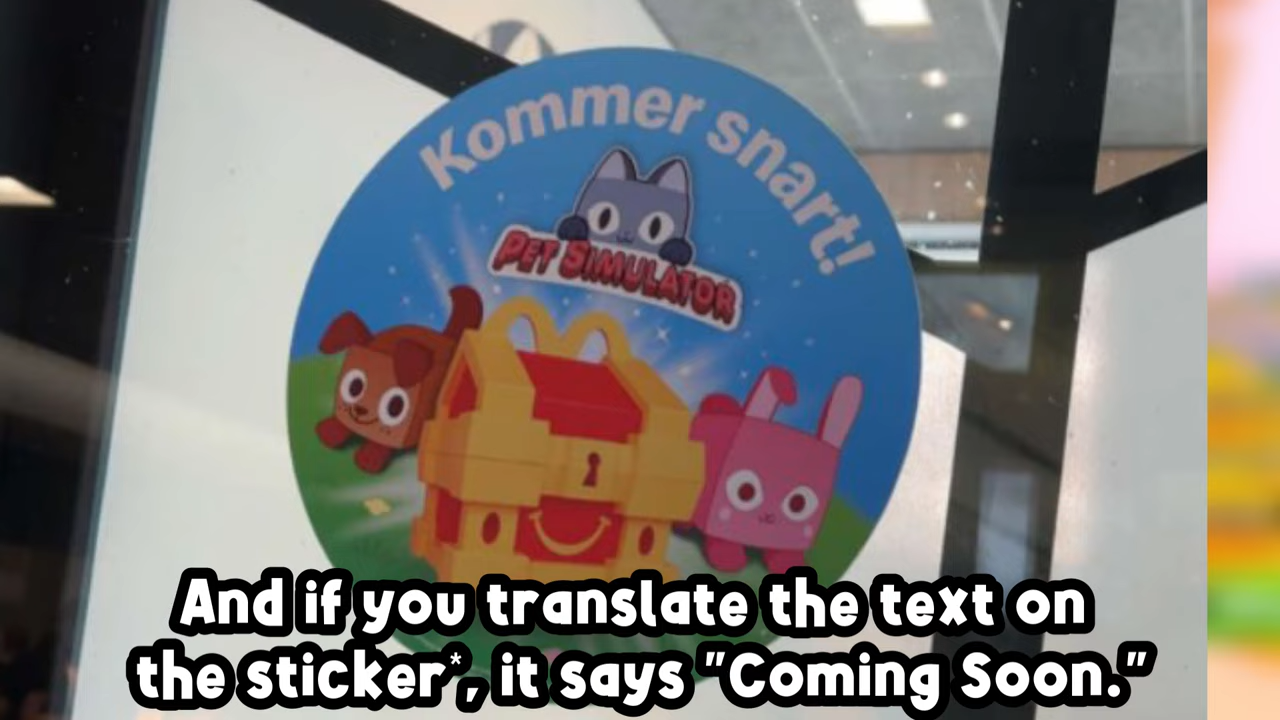 Kommer snart!
PET SIMULATOR
And if you translate the text on
the sticker*, it says "Coming Soon."